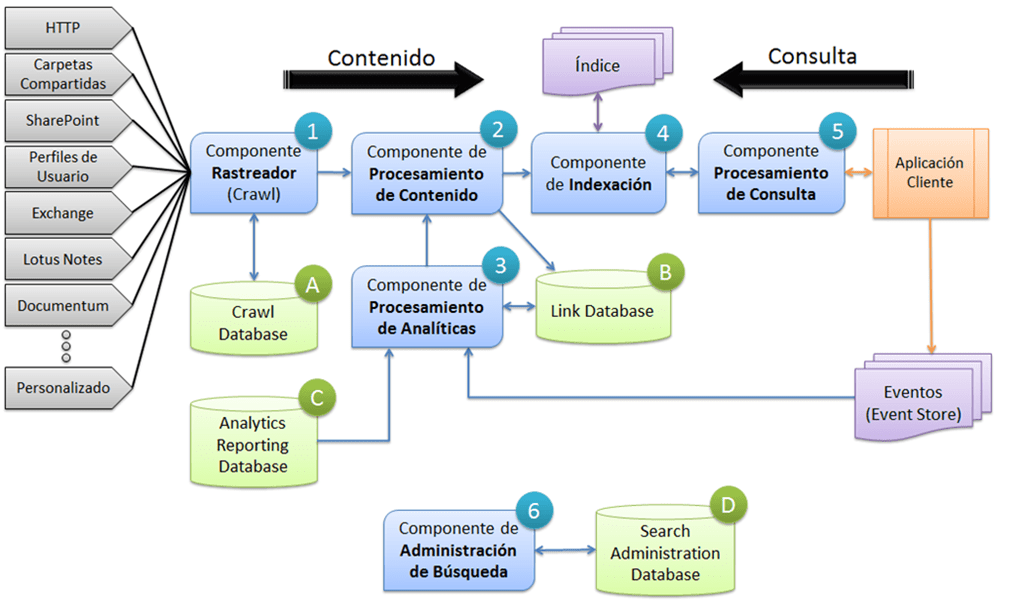 HTTP
Carpetas
Compartidas
SharePoint
Perfiles de
Usuario
Exchange
Lotus Notes
Documentum
Personalizado
Contenido
Índice
Consulta
1
Componente
Rastreador
(Crawl)
2
Componente de
Procesamiento
de Contenido
4
Componente
de Indexación
5
Componente
Procesamiento
de Consulta
Aplicación
Cliente
A
Crawl
Database
3
Componente de
Procesamiento
de Analíticas
B
Link Database
C
Analytics
Reporting
Database
Eventos
(Event Store)
6
Componente de
Administración
de Búsqueda
D
Search
Administration
Database